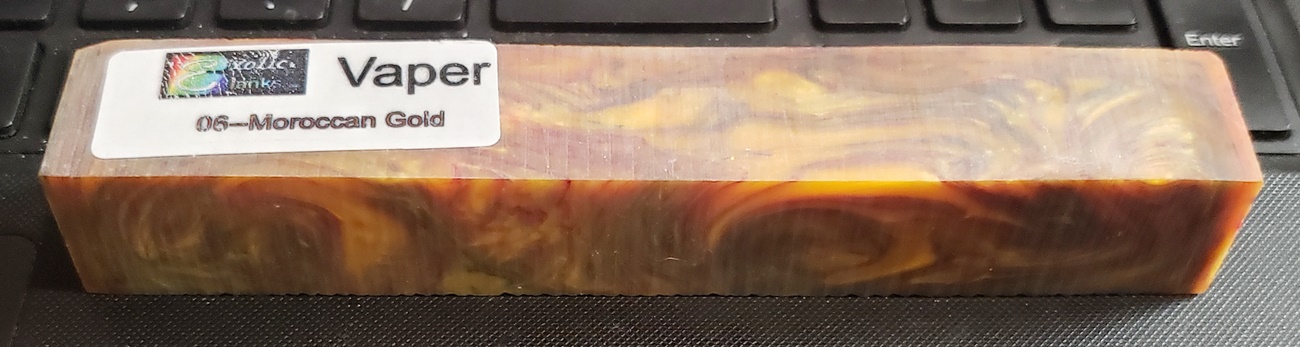 Exotic
Blanks
Vaper
06-Moroccan Gold
Enter